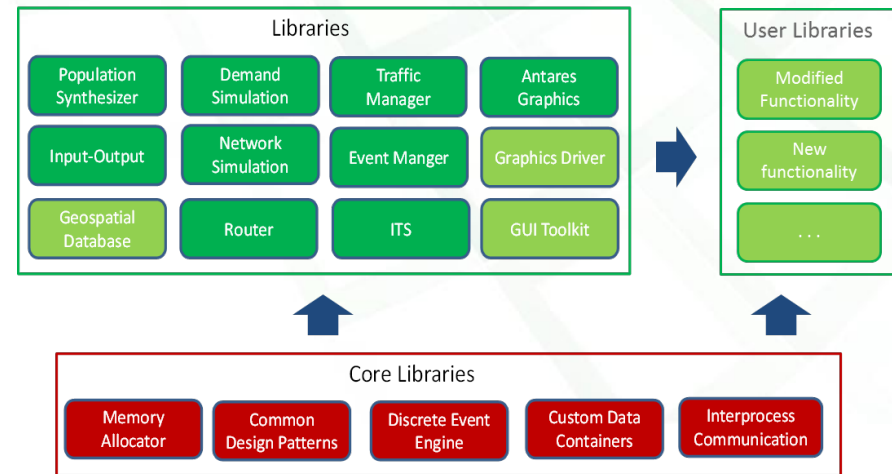 Libraries
Population
Synthesizer
Demand
Simulation
Traffic
Manager
Antares
Graphics
Input-Output
Network
Simulation
Event Manger
Graphics Driver
Geospatial
Database
Router
ITS
GUI Toolkit
User Libraries
Modified
Functionality
New
functionality
. . .
Core Libraries
Memory
Allocator
Common
Design Patterns
Discrete Event
Engine
Custom Data
Containers
Interprocess
Communication